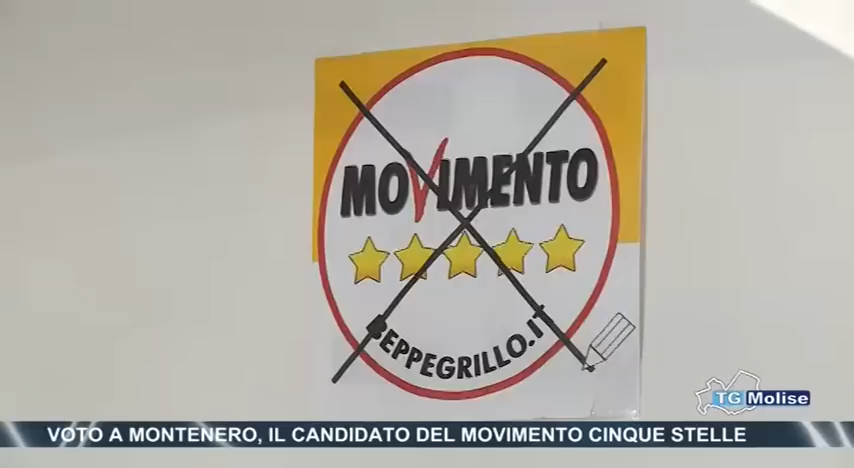 MOVIMENTO
BEPPEGRILLO.IT
TG Molise
VOTO A MONTENERO, IL CANDIDATO DEL MOVIMENTO CINQUE STELLE